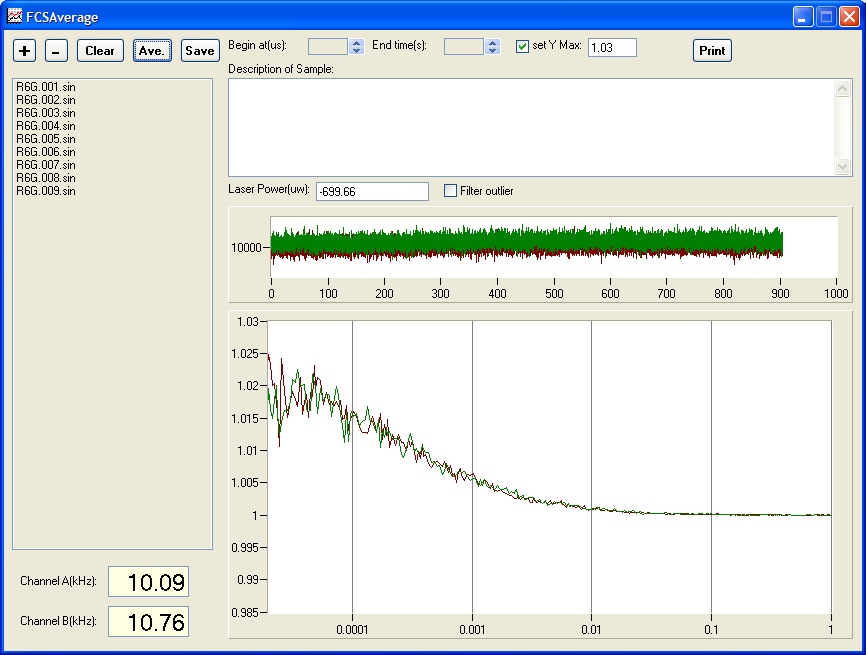 FCSAverage
+ - Clear Ave. Save Begin at(us): End time(s): set Y Max: 1.03 Print
Description of Sample:
R6G.001.sin
R6G.002.sin
R6G.003.sin
R6G.004.sin
R6G.005.sin
R6G.006.sin
R6G.007.sin
R6G.008.sin
R6G.009.sin
Laser Power(uw): -699.66 Filter outlier
10000
0 100 200 300 400 500 600 700 800 900 1000
1.03
1.025
1.02
1.015
1.01
1.005
1
0.995
0.99
0.985
0.0001 0.001 0.01 0.1 1
Channel A(kHz): 10.09
Channel B(kHz): 10.76